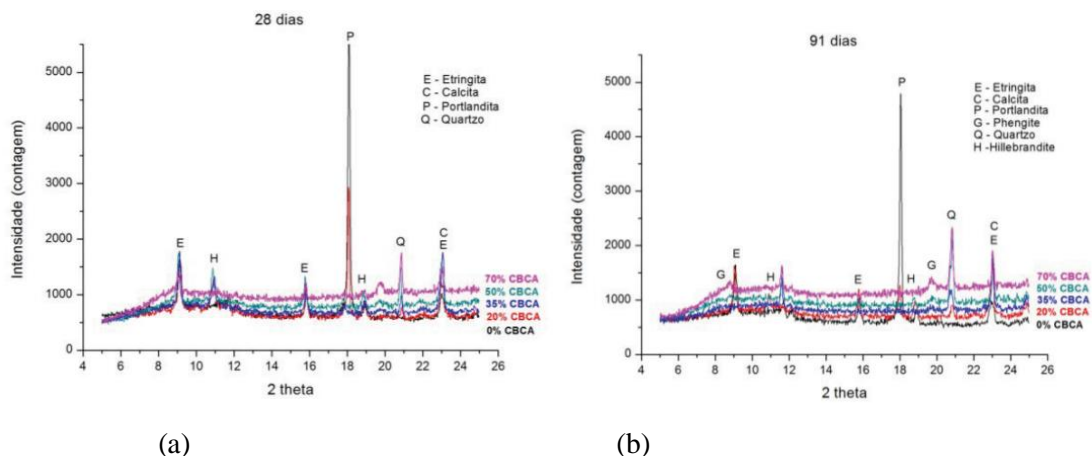 28 dias
P
5000
4000
3000
2000
1000
0
Intensidade (contagem)
E - Etringita
C - Calcita
P - Portlandita
Q - Quartzo
E
H
E
H
Q
C
E
70% CBCA
50% CBCA
35% CBCA
20% CBCA
0% CBCA
4 6 8 10 12 14 16 18 20 22 24 26
2 theta
(a)
91 dias
P
5000
4000
3000
2000
1000
0
Intensidade (contagem)
E - Etringita
C - Calcita
P - Portlandita
G - Phengite
Q - Quartzo
H -Hillebrandite
G
E
H
E
H
G
Q
C
E
70% CBCA
50% CBCA
35% CBCA
20% CBCA
0% CBCA
4 6 8 10 12 14 16 18 20 22 24 26
2 theta
(b)